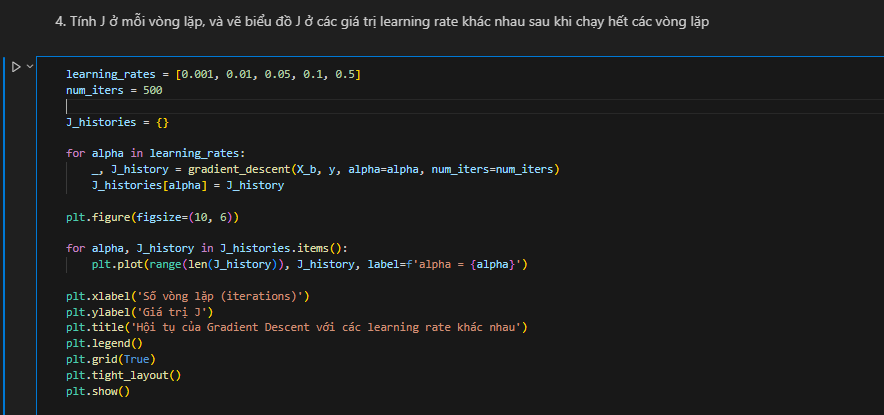 4. Tính J ở mỗi vòng lặp, và vẽ biểu đồ J ở các giá trị learning rate khác nhau sau khi chạy hết các vòng lặp
learning_rates = [0.001, 0.01, 0.05, 0.1, 0.5]
num_iters = 500
J_histories = {}
for alpha in learning_rates:
    _, J_history = gradient_descent(X_b, y, alpha=alpha, num_iters=num_iters)
    J_histories[alpha] = J_history
plt.figure(figsize=(10, 6))
for alpha, J_history in J_histories.items():
    plt.plot(range(len(J_history)), J_history, label=f'alpha = {alpha}')
plt.xlabel('Số vòng lặp (iterations)')
plt.ylabel('Giá trị J')
plt.title('Hội tụ của Gradient Descent với các learning rate khác nhau')
plt.legend()
plt.grid(True)
plt.tight_layout()
plt.show()